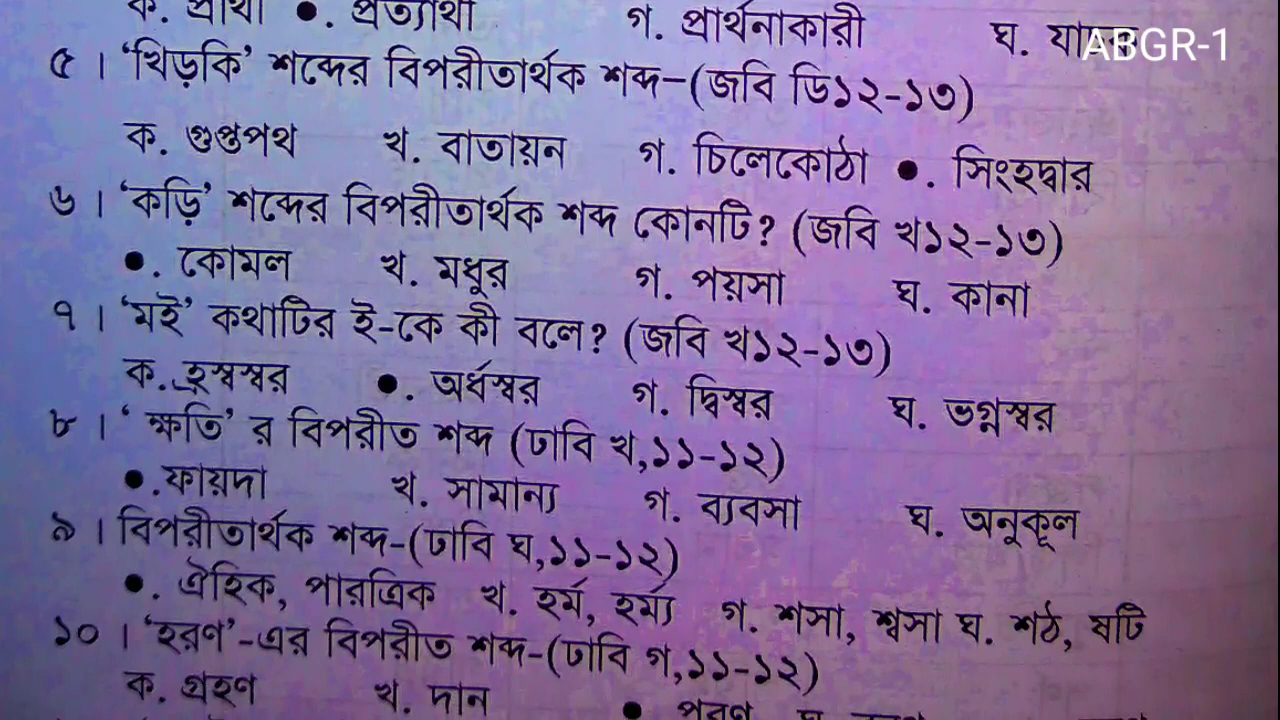 ক. প্রার্থী ●. প্রত্যাথী গ. প্রার্থনাকারী ঘ.
ABGR-1
৫। ‘খিড়কি’ শব্দের বিপরীতার্থক শব্দ–(জবি ডি১২-১৩)
ক. গুপ্তপথ খ. বাতায়ন গ. চিলেকোঠা ●. সিংহদ্বার
৬। ‘কড়ি’ শব্দের বিপরীতার্থক শব্দ কোনটি? (জবি খ১২-১৩)
●. কোমল খ. মধুর গ. পয়সা ঘ. কানা
৭। ‘মই’ কথাটির ই-কে কী বলে? (জবি খ১২-১৩)
ক. হ্রস্বস্বর ●. অর্ধস্বর গ. দ্বিস্বর ঘ. ভগ্নস্বর
৮। ‘ ক্ষতি’ র বিপরীত শব্দ (ঢাবি খ,১১-১২)
●.ফায়দা খ. সামান্য গ. ব্যবসা ঘ. অনুকূল
৯। বিপরীতার্থক শব্দ-(ঢাবি ঘ,১১-১২)
●. ঐহিক, পারত্রিক খ. হর্ম, হর্ম্য গ. শসা, শ্বসা ঘ. শঠ, ষটি
১০। ‘হরণ’-এর বিপরীত শব্দ-(ঢাবি গ,১১-১২)
ক. গ্রহণ খ. দান ● পূরণ ঘ.